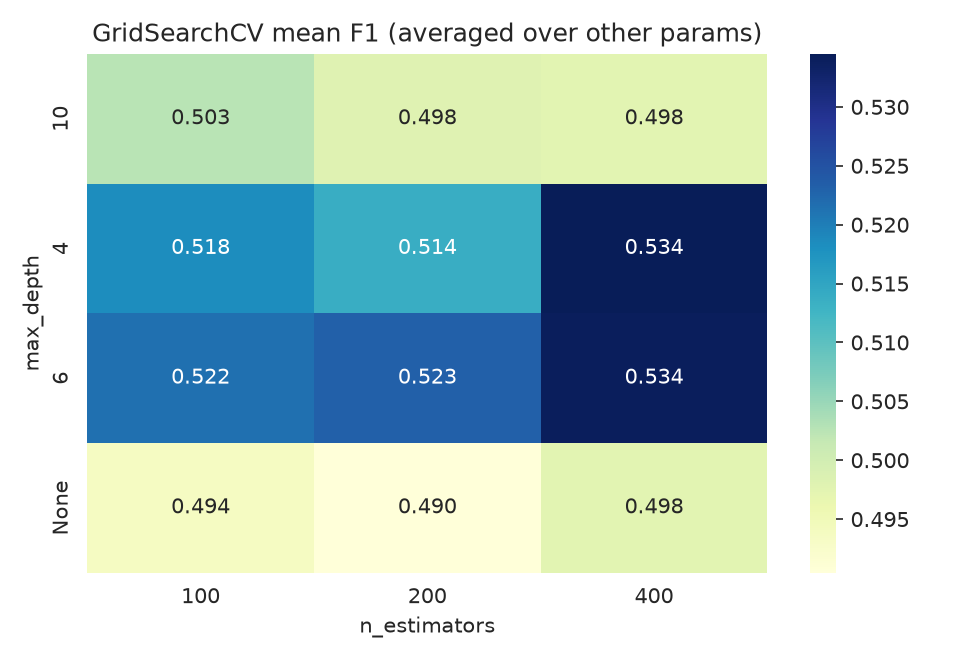 GridSearchCV mean F1 (averaged over other params)
max_depth
10
0.503 0.498 0.498
4
0.518 0.514 0.534
6
0.522 0.523 0.534
None
0.494 0.490 0.498
100 200 400
n_estimators
0.530
0.525
0.520
0.515
0.510
0.505
0.500
0.495